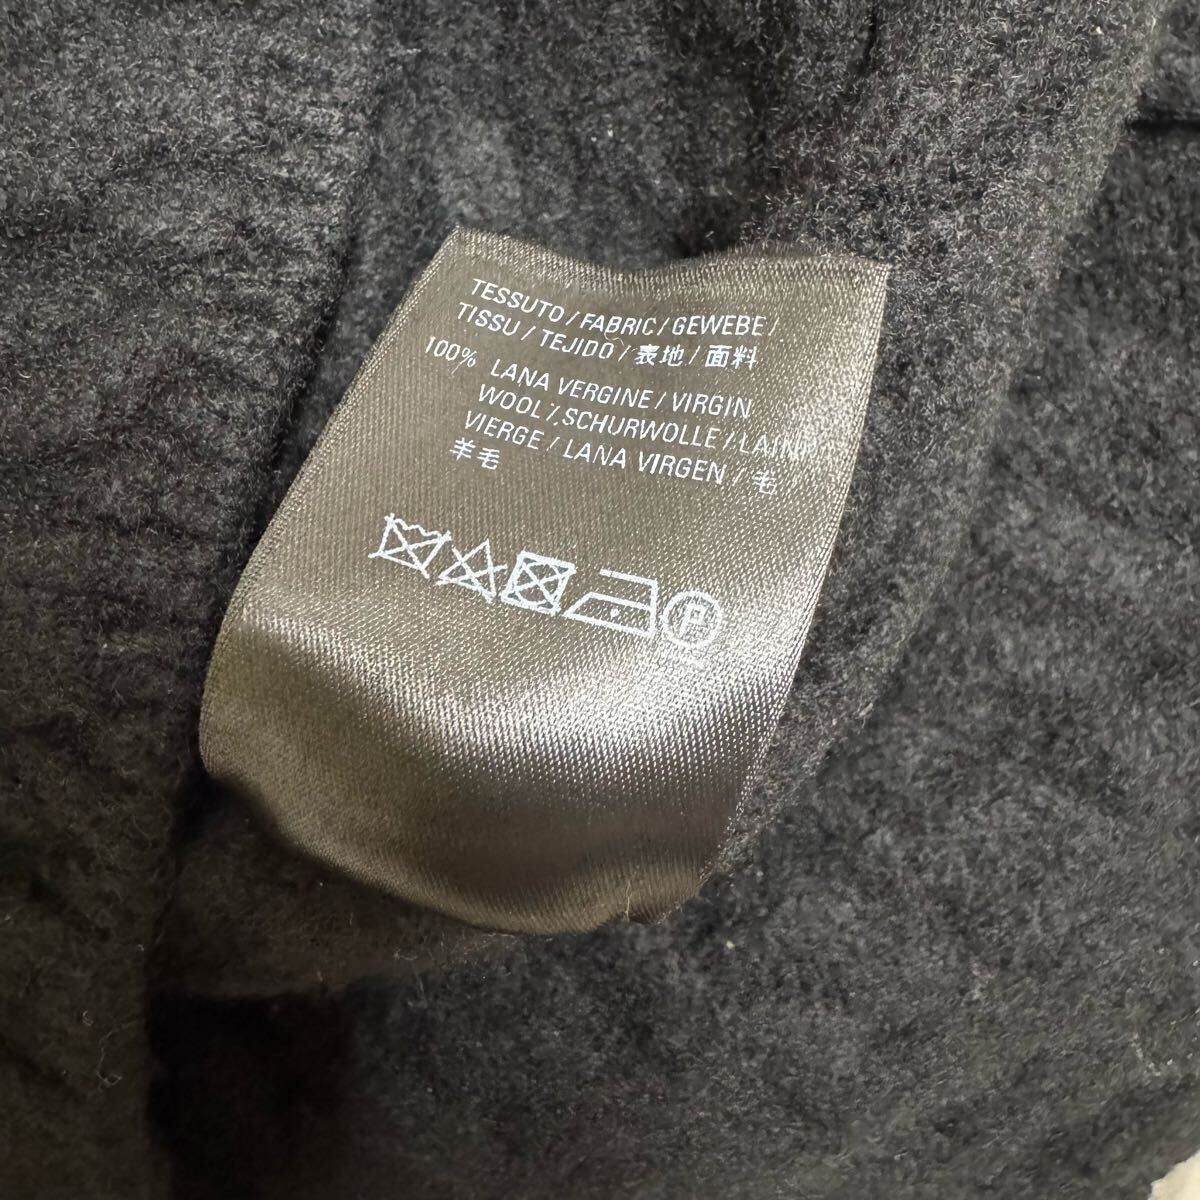 TESSUTO / FABRIC / GEWEBE /
TISSU / TEJIDO / 表地 / 面料
100% LANA VERGINE / VIRGIN
WOOL / SCHURWOLLE / LAINE
VIERGE / LANA VIRGEN / 毛
羊毛
P